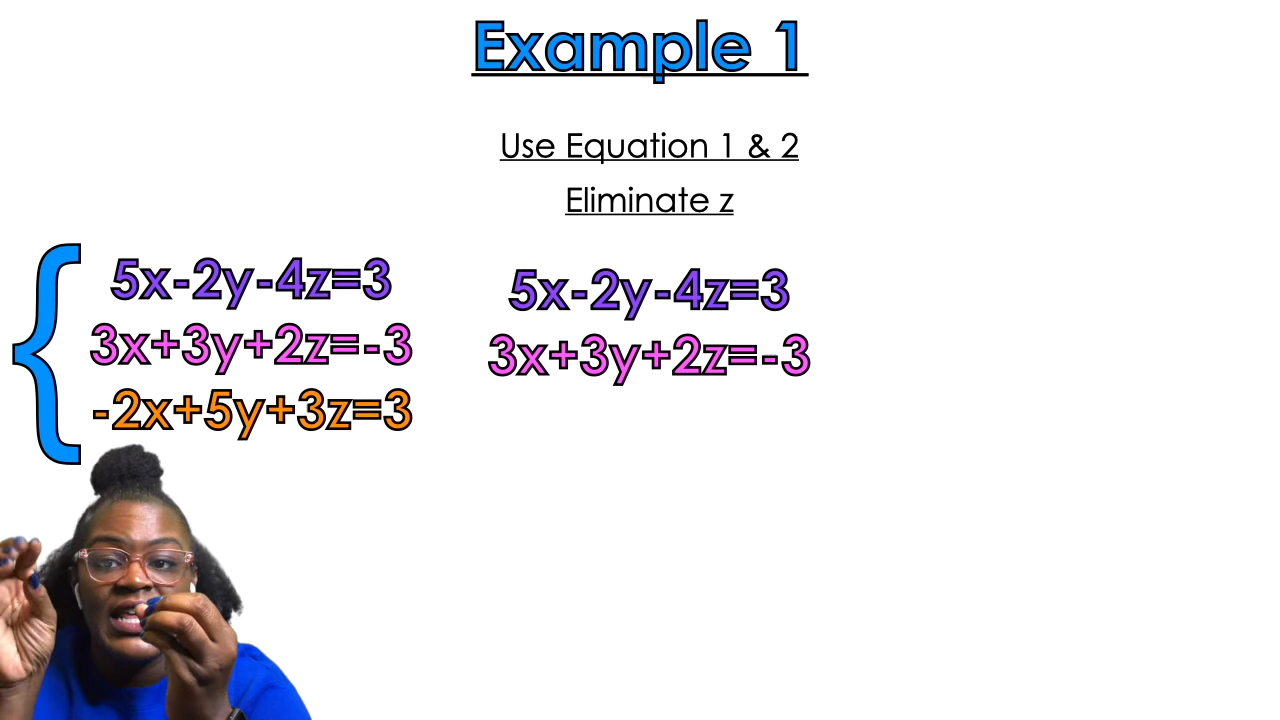 Example 1
Use Equation 1 & 2
Eliminate z
5x-2y-4z=3
3x+3y+2z=-3
-2x+5y+3z=3
5x-2y-4z=3
3x+3y+2z=-3